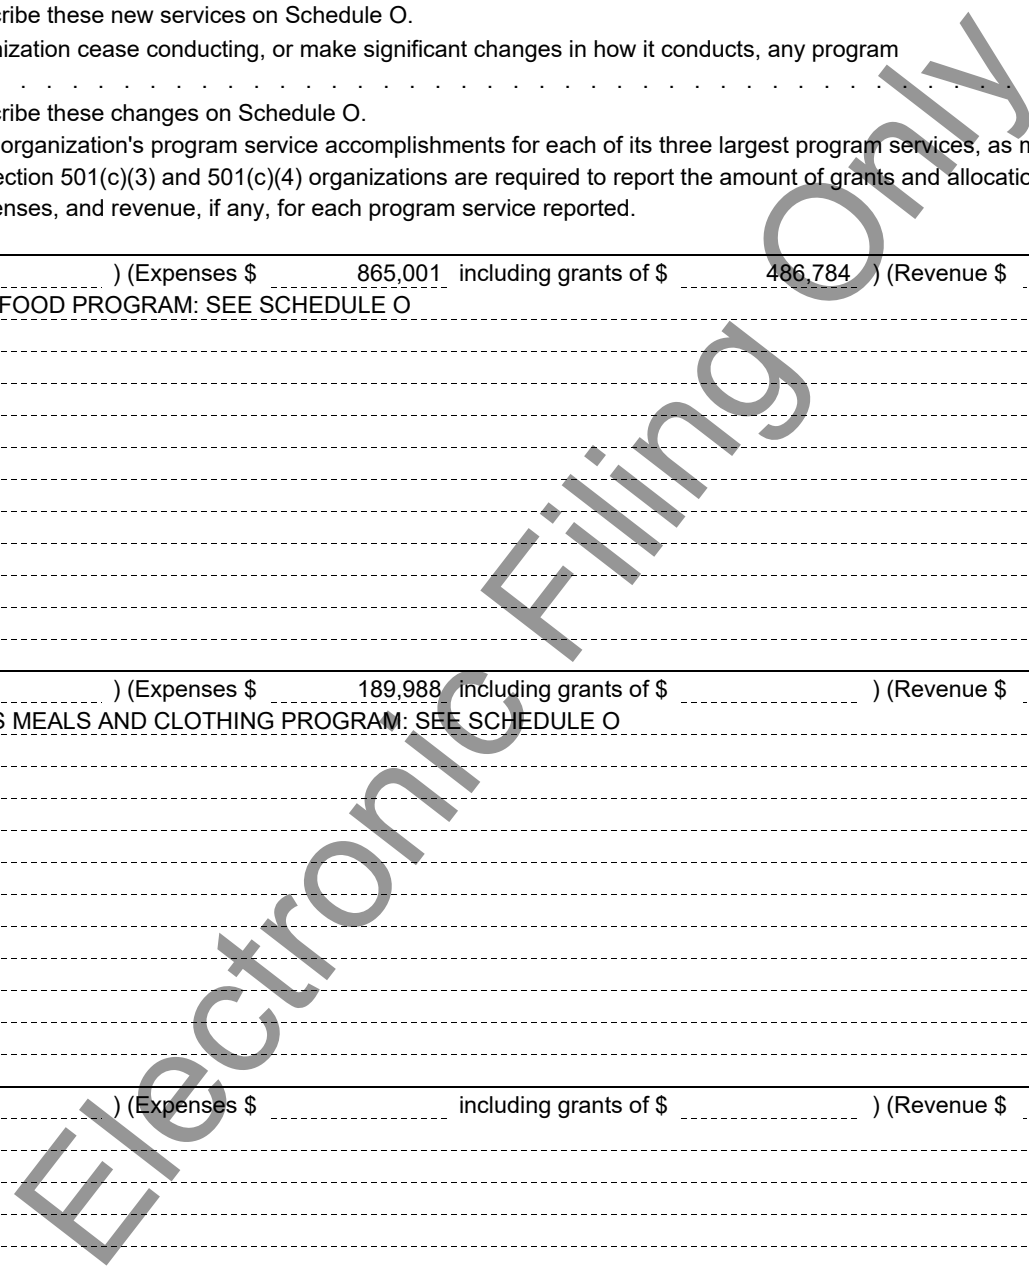 ribe these new services on Schedule O.
nization cease conducting, or make significant changes in how it conducts, any program
. . . . . . . . . . . . . . . . . . . . . . . . . . . . . . . . . . . . . . .
ribe these changes on Schedule O.
organization's program service accomplishments for each of its three largest program services, as m
ection 501(c)(3) and 501(c)(4) organizations are required to report the amount of grants and allocatio
enses, and revenue, if any, for each program service reported.
) (Expenses $ 865,001 including grants of $ 486,784 ) (Revenue $
FOOD PROGRAM: SEE SCHEDULE O
) (Expenses $ 189,988 including grants of $ ) (Revenue $
S MEALS AND CLOTHING PROGRAM: SEE SCHEDULE O
) (Expenses $ including grants of $ ) (Revenue $
Electronic Filing Only